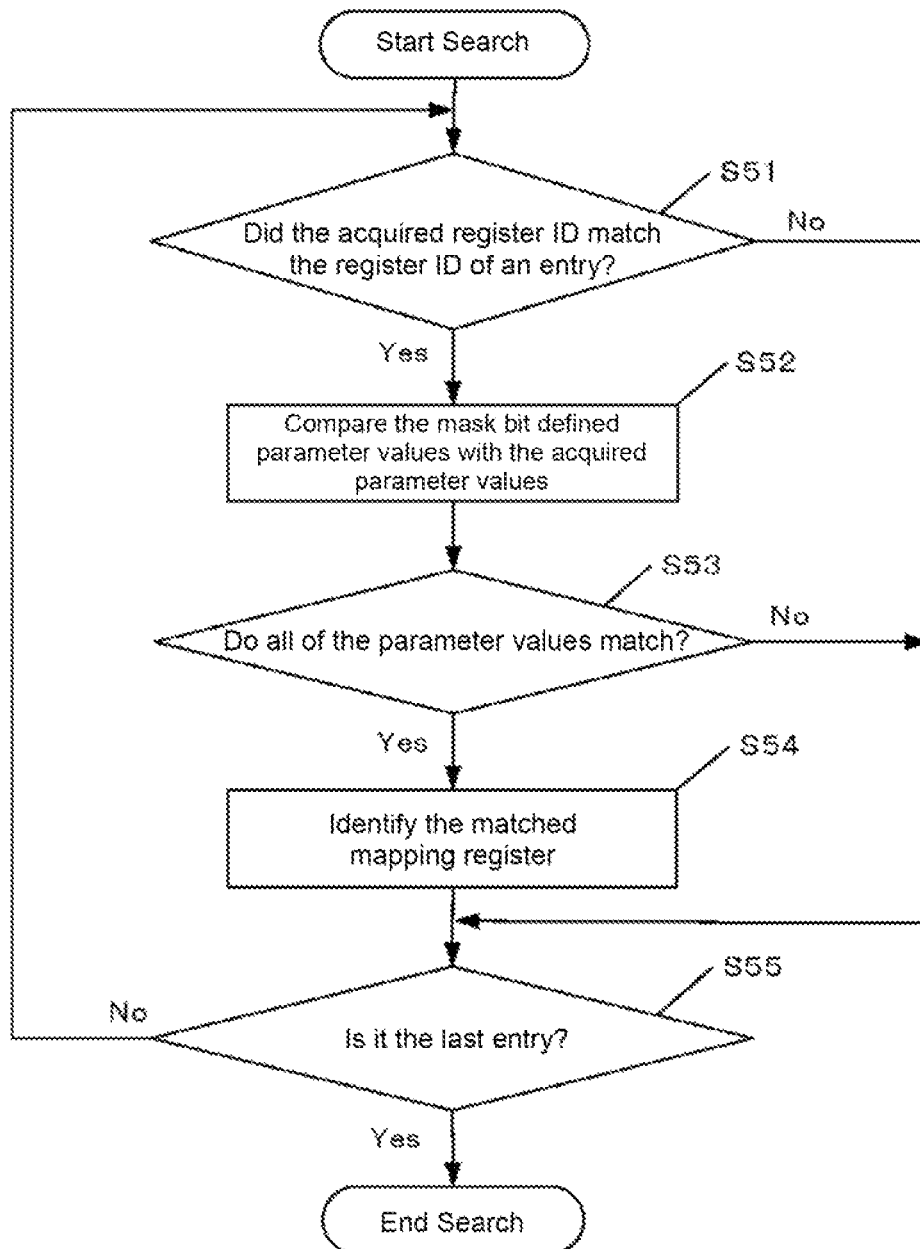 Start Search
S51
No
Did the acquired register ID match
the register ID of an entry?
Yes
S52
Compare the mask bit defined
parameter values with the acquired
parameter values
S53
No
Do all of the parameter values match?
Yes
S54
Identify the matched
mapping register
S55
No
Is it the last entry?
Yes
End Search